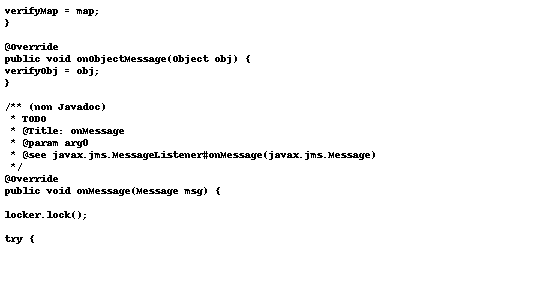 verifyMap = map;
}
@Override
public void onObjectMessage(Object obj) {
verifyObj = obj;
}
/** (non Javadoc)
* TODO
* @Title: onMessage
* @param arg0
* @see javax.jms.MessageListener#onMessage(javax.jms.Message)
*/
@Override
public void onMessage(Message msg) {
locker.lock();
try {